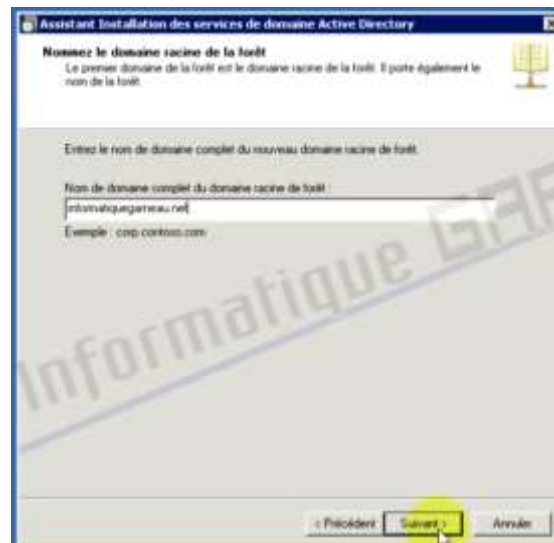 Assistant Installation des services de domaine Active Directory
Nommez le domaine racine de la forêt
Le premier domaine de la forêt est le domaine racine de la forêt. Il porte également le
nom de la forêt.
Entrez le nom de domaine complet du nouveau domaine racine de forêt.
Nom de domaine complet du domaine racine de forêt :
informatiquegarneau.net
Exemple : corp.contoso.com
Informatique GAR
< Précédent
Suivant >
Annuler